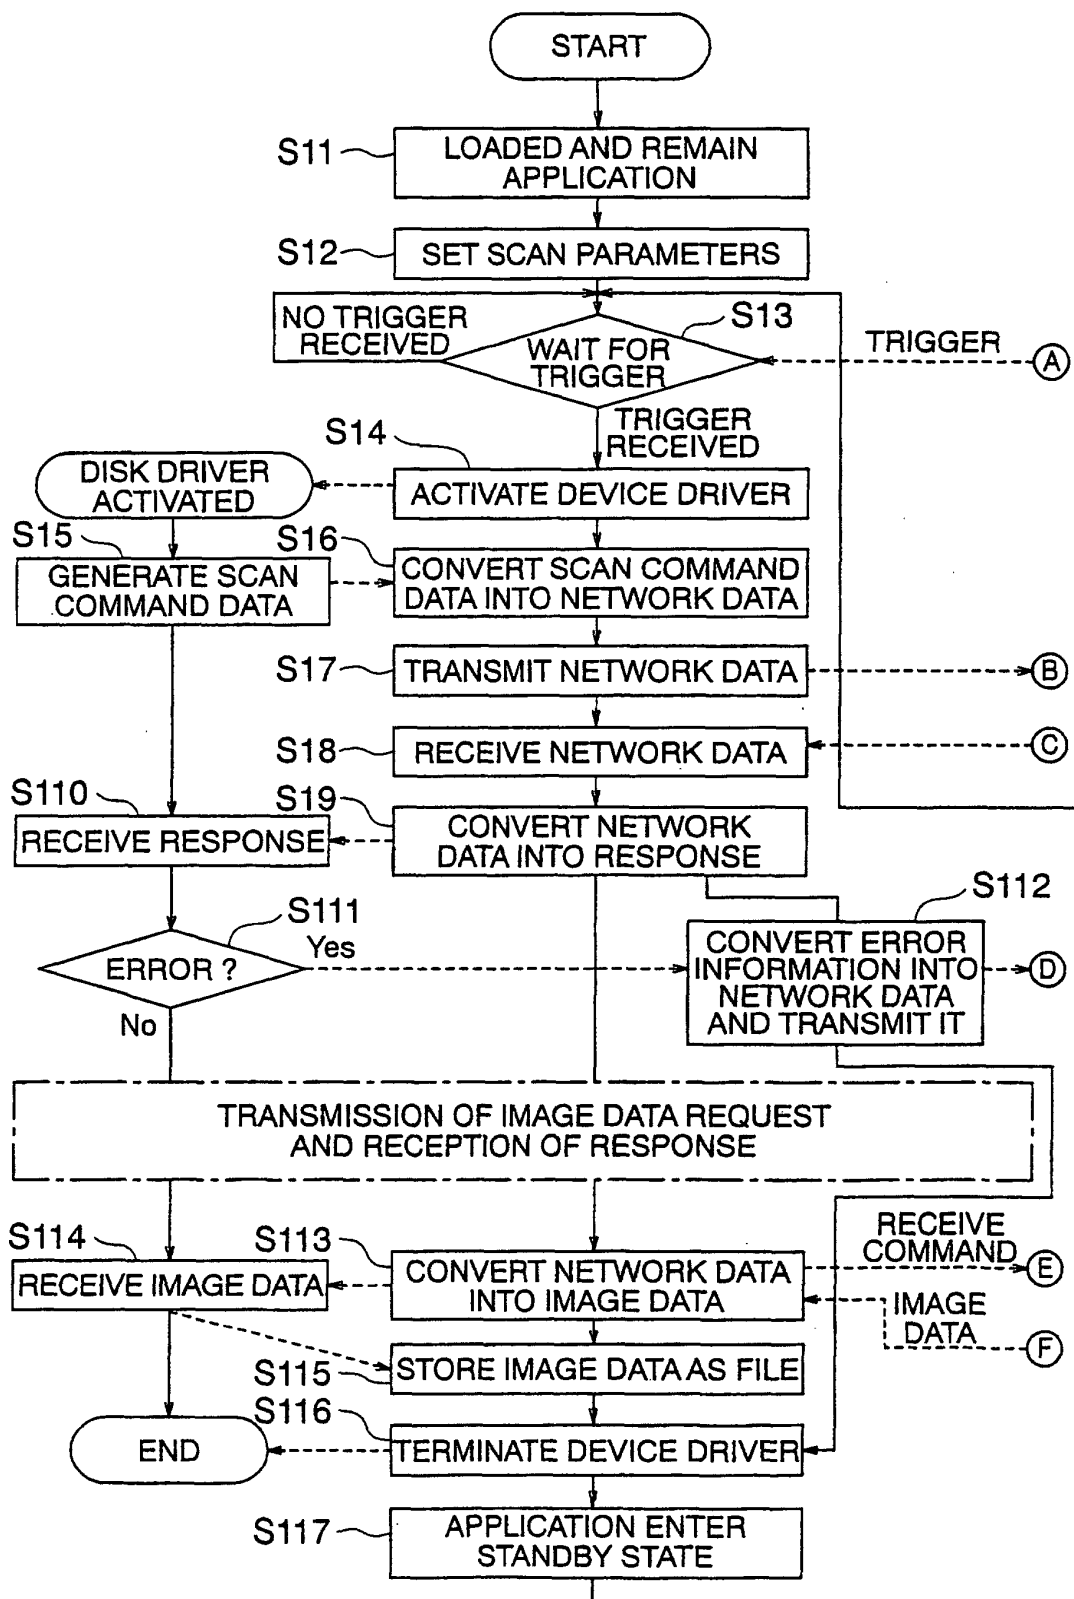 START
S11
LOADED AND REMAIN
APPLICATION
S12
SET SCAN PARAMETERS
NO TRIGGER
RECEIVED
S13
WAIT FOR
TRIGGER
TRIGGER
A
TRIGGER
RECEIVED
S14
DISK DRIVER
ACTIVATED
ACTIVATE DEVICE DRIVER
S15
GENERATE SCAN
COMMAND DATA
S16
CONVERT SCAN COMMAND
DATA INTO NETWORK DATA
S17
TRANSMIT NETWORK DATA
B
S18
RECEIVE NETWORK DATA
C
S110
RECEIVE RESPONSE
S19
CONVERT NETWORK
DATA INTO RESPONSE
S111
ERROR ?
Yes
No
S112
CONVERT ERROR
INFORMATION INTO
NETWORK DATA
AND TRANSMIT IT
D
TRANSMISSION OF IMAGE DATA REQUEST
AND RECEPTION OF RESPONSE
S114
RECEIVE IMAGE DATA
S113
CONVERT NETWORK DATA
INTO IMAGE DATA
RECEIVE
COMMAND
E
IMAGE
DATA
F
S115
STORE IMAGE DATA AS FILE
S116
END
TERMINATE DEVICE DRIVER
S117
APPLICATION ENTER
STANDBY STATE